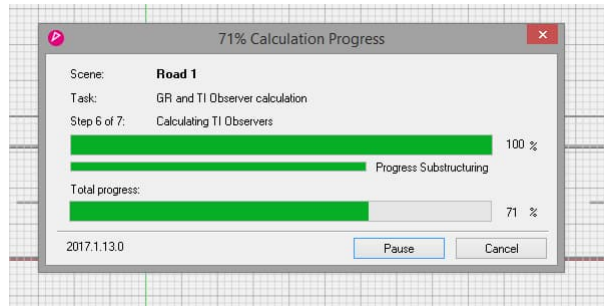 71% Calculation Progress
Scene: Road 1
Task: GR and TI Observer calculation
Step 6 of 7: Calculating TI Observers
100 %
Progress Substructuring
Total progress:
71 %
2017.1.13.0 Pause Cancel